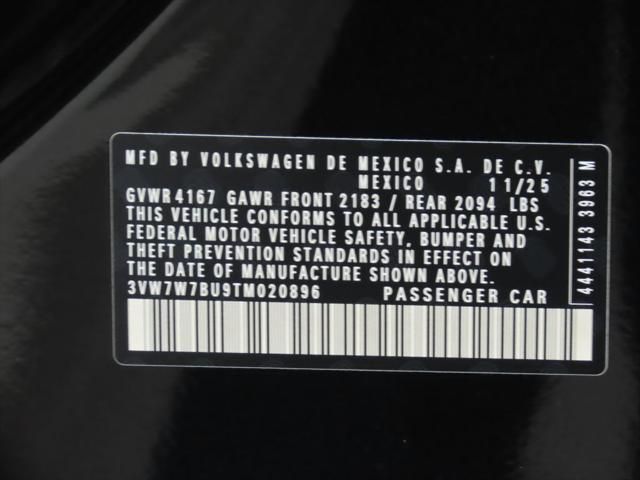 MFD BY VOLKSWAGEN DE MEXICO S.A. DE C.V.
MEXICO 11/25
GVWR 4167 GAWR FRONT 2183 / REAR 2094 LBS
THIS VEHICLE CONFORMS TO ALL APPLICABLE U.S.
FEDERAL MOTOR VEHICLE SAFETY, BUMPER AND
THEFT PREVENTION STANDARDS IN EFFECT ON
THE DATE OF MANUFACTURE SHOWN ABOVE.
3VW7W7BU9TM020896 PASSENGER CAR
4441143 3963 M